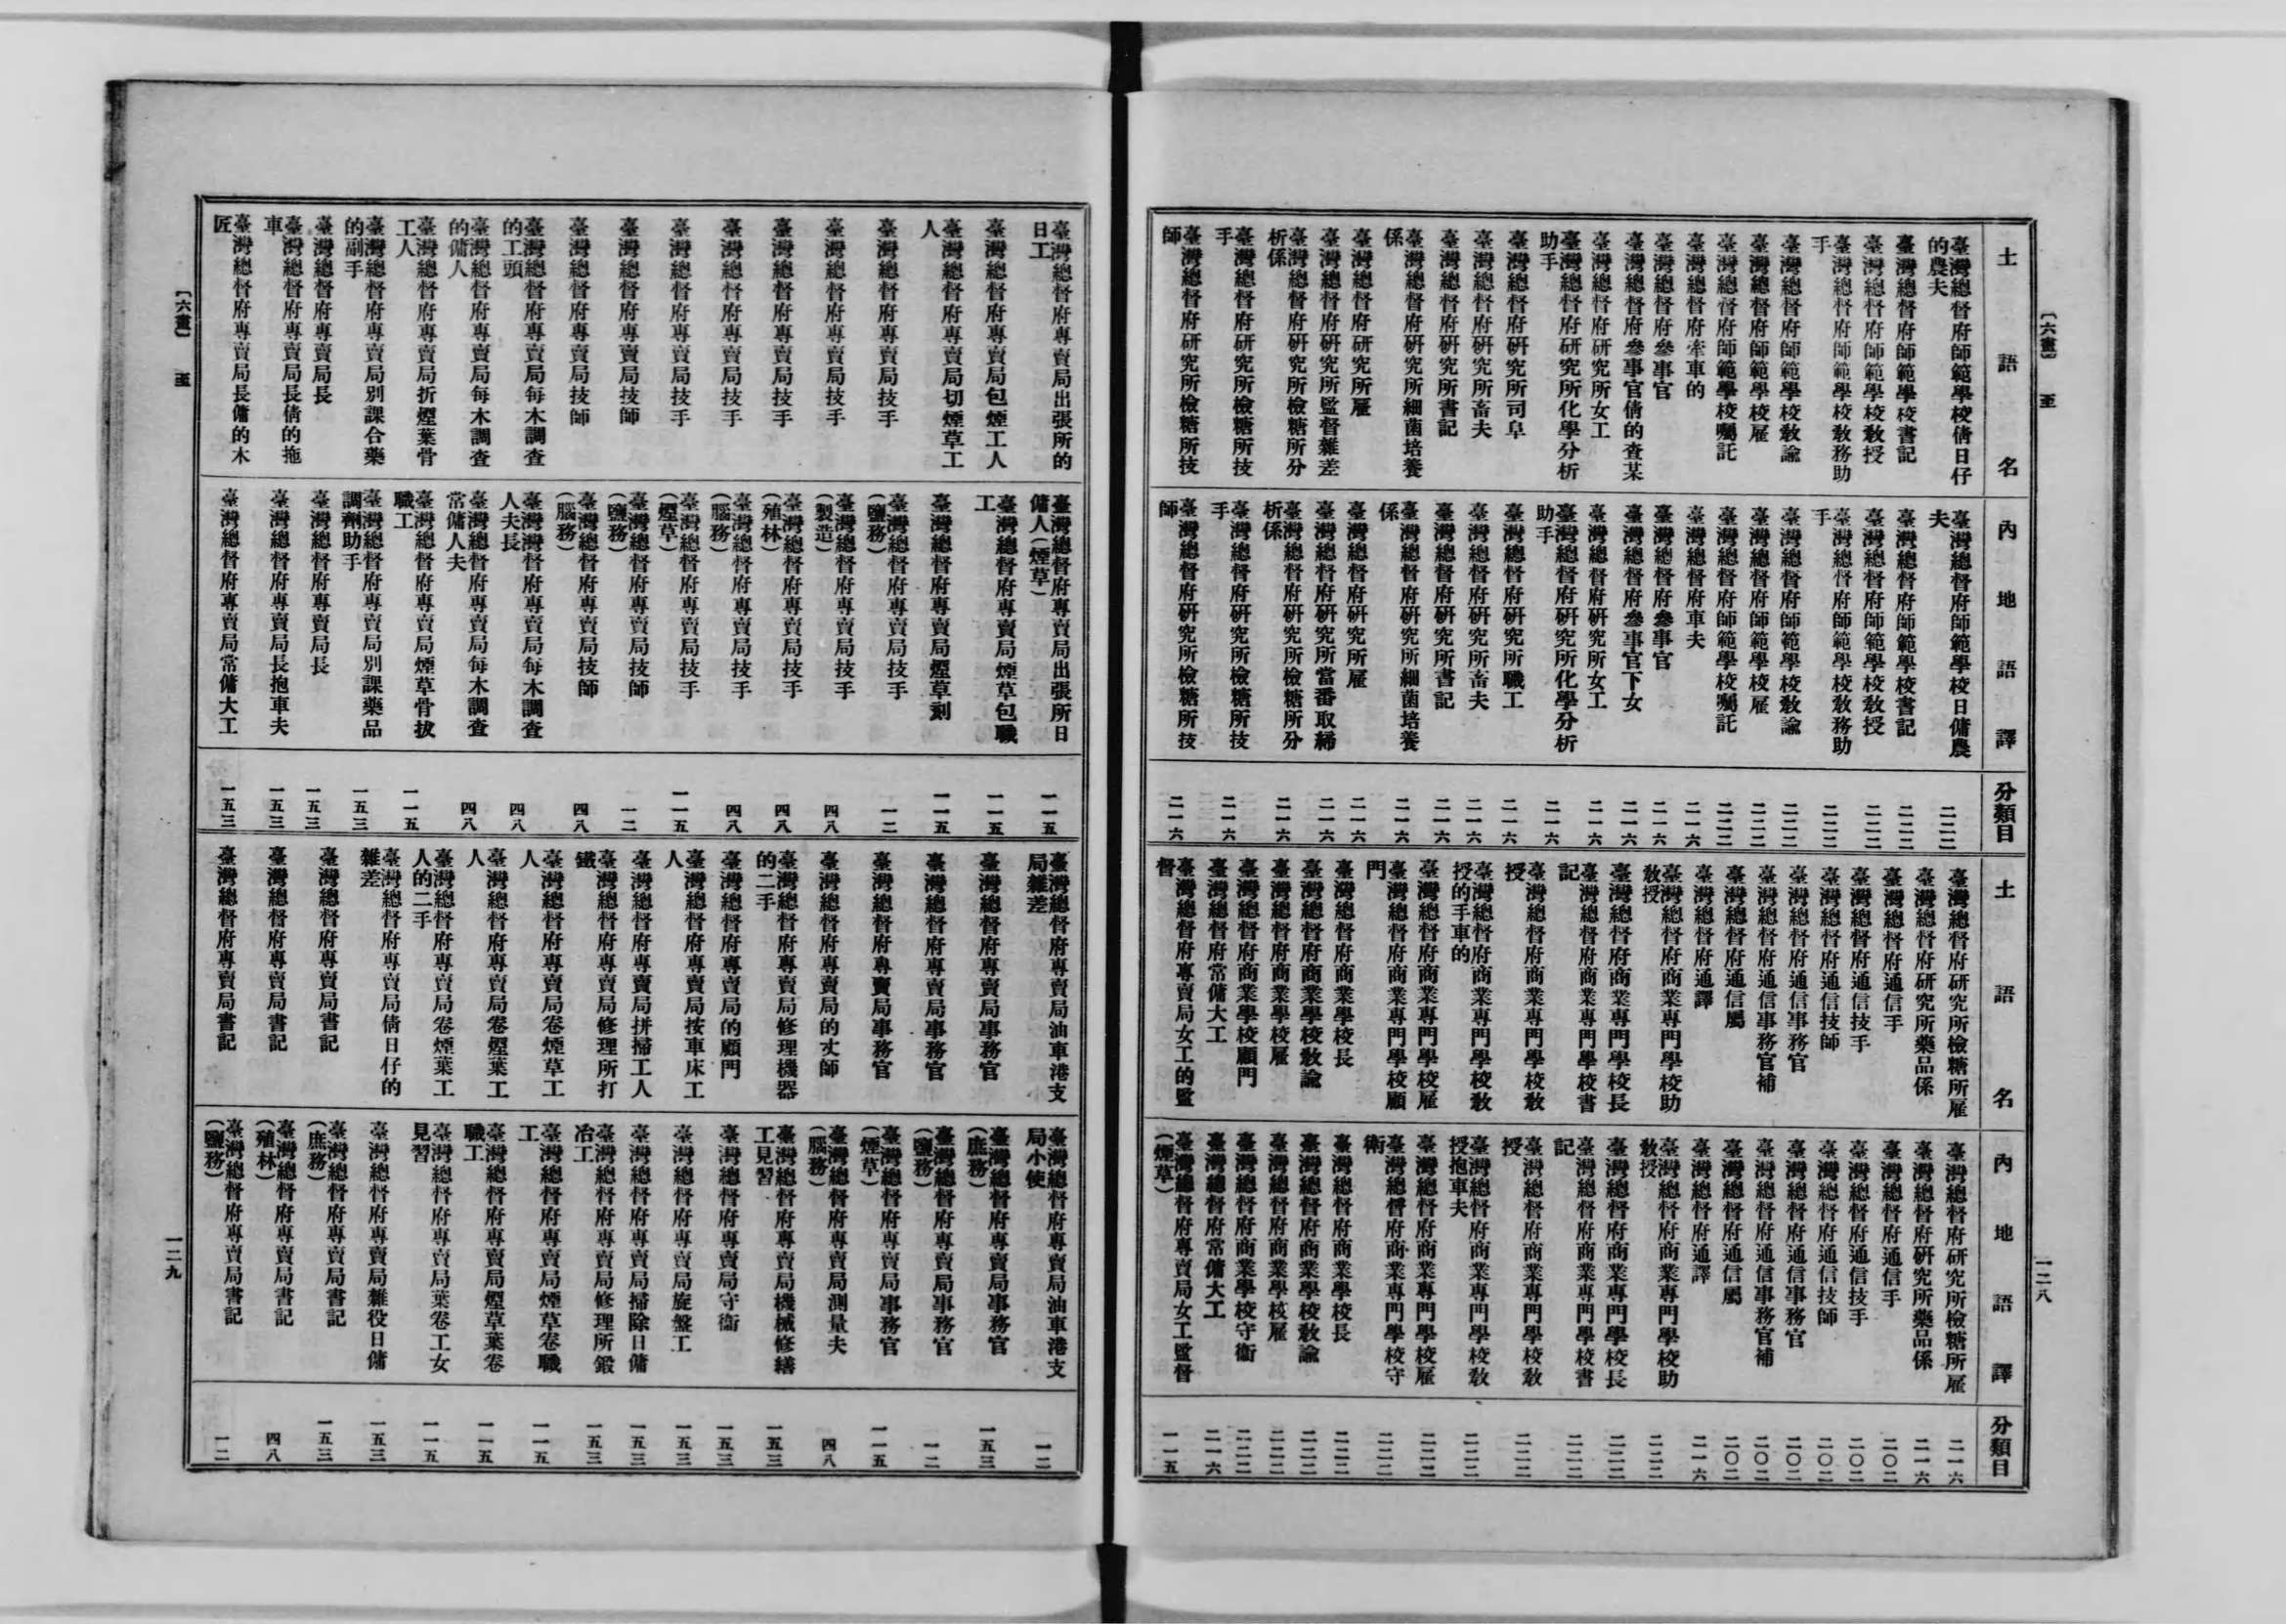 〔六畫〕 至
一二八
土語名
臺灣總督府師範學校倩日仔
的農夫
臺灣總督府師範學校書記
臺灣總督府師範學校教授
臺灣總督府師範學校教務助
手
臺灣總督府師範學校教諭
臺灣總督府師範學校雇
臺灣總督府師範學校囑託
臺灣總督府牽車的
臺灣總督府參事官
臺灣總督府參事官倩的查某
臺灣總督府研究所女工
臺灣總督府研究所化學分析
助手
臺灣總督府研究所司阜
臺灣總督府研究所畜夫
臺灣總督府研究所書記
臺灣總督府研究所細菌培養
係
臺灣總督府研究所雇
臺灣總督府研究所監督雜差
臺灣總督府研究所檢糖所分
析係
臺灣總督府研究所檢糖所技
手
臺灣總督府研究所檢糖所技
師
內地語譯
臺灣總督府師範學校日傭農
夫
臺灣總督府師範學校書記
臺灣總督府師範學校教授
臺灣總督府師範學校教務助
手
臺灣總督府師範學校教諭
臺灣總督府師範學校雇
臺灣總督府師範學校囑託
臺灣總督府車夫
臺灣總督府參事官
臺灣總督府參事官下女
臺灣總督府研究所女工
臺灣總督府研究所化學分析
助手
臺灣總督府研究所職工
臺灣總督府研究所畜夫
臺灣總督府研究所書記
臺灣總督府研究所細菌培養
係
臺灣總督府研究所雇
臺灣總督府研究所當番取締
臺灣總督府研究所檢糖所分
析係
臺灣總督府研究所檢糖所技
手
臺灣總督府研究所檢糖所技
師
分類目
二二二
二二二
二二二
二二二
二二二
二二二
二二二
二一六
二一六
二一六
二一六
二一六
二一六
二一六
二一六
二一六
二一六
二一六
二一六
二一六
二一六
土語名
臺灣總督府研究所檢糖所雇
臺灣總督府研究所藥品係
臺灣總督府通信手
臺灣總督府通信技手
臺灣總督府通信技師
臺灣總督府通信事務官
臺灣總督府通信事務官補
臺灣總督府通信屬
臺灣總督府通譯
臺灣總督府商業專門學校助
教授
臺灣總督府商業專門學校長
臺灣總督府商業專門學校書
記
臺灣總督府商業專門學校教
授
臺灣總督府商業專門學校教
授的手車的
臺灣總督府商業專門學校雇
臺灣總督府商業專門學校顧
門
臺灣總督府商業學校長
臺灣總督府商業學校教諭
臺灣總督府商業學校雇
臺灣總督府商業學校顧門
臺灣總督府常傭大工
臺灣總督府專賣局女工的監
督
內地語譯
臺灣總督府研究所檢糖所雇
臺灣總督府研究所藥品係
臺灣總督府通信手
臺灣總督府通信技手
臺灣總督府通信技師
臺灣總督府通信事務官
臺灣總督府通信事務官補
臺灣總督府通信屬
臺灣總督府通譯
臺灣總督府商業專門學校助
教授
臺灣總督府商業專門學校長
臺灣總督府商業專門學校書
記
臺灣總督府商業專門學校教
授
臺灣總督府商業專門學校教
授抱車夫
臺灣總督府商業專門學校雇
臺灣總督府商業專門學校守
衛
臺灣總督府商業學校長
臺灣總督府商業學校教諭
臺灣總督府商業學校雇
臺灣總督府商業學校守衞
臺灣總督府常傭大工
臺灣總督府專賣局女工監督
(煙草)
分類目
二一六
二一六
二〇二
二〇二
二〇二
二〇二
二〇二
二〇二
二一六
二二二
二二二
二二二
二二二
二二二
二二二
二二二
二二二
二二二
二二二
二二二
二一六
一一五
臺灣總督府專賣局出張所的
日工
臺灣總督府專賣局包煙工人
臺灣總督府專賣局切煙草工
人
臺灣總督府專賣局技手
臺灣總督府專賣局技手
臺灣總督府專賣局技手
臺灣總督府專賣局技手
臺灣總督府專賣局技手
臺灣總督府專賣局技師
臺灣總督府專賣局技師
臺灣總督府專賣局每木調查
的工頭
臺灣總督府專賣局每木調查
的傭人
臺灣總督府專賣局折煙葉骨
工人
臺灣總督府專賣局別課合藥
的副手
臺灣總督府專賣局長
臺灣總督府專賣局長倩的拖
車
臺灣總督府專賣局長傭的木
匠
臺灣總督府專賣局出張所日
傭人(煙草)
臺灣總督府專賣局煙草包職
工
臺灣總督府專賣局煙草刻
臺灣總督府專賣局技手
(鹽務)
臺灣總督府專賣局技手
(製造)
臺灣總督府專賣局技手
(殖林)
臺灣總督府專賣局技手
(腦務)
臺灣總督府專賣局技手
(煙草)
臺灣總督府專賣局技師
(鹽務)
臺灣總督府專賣局技師
(腦務)
臺灣灣督府專賣局每木調查
人夫長
臺灣總督府專賣局每木調查
常傭人夫
臺灣總督府專賣局煙草骨拔
職工
臺灣總督府專賣局別課藥品
調劑助手
臺灣總督府專賣局長
臺灣總督府專賣局長抱車夫
臺灣總督府專賣局常傭大工
一一五
一一五
一一五
一二
四八
四八
四八
一一五
一二
四八
四八
四八
一一五
一五三
一五三
一五三
一五三
臺灣總督府專賣局油車港支
局雜差
臺灣總督府專賣局事務官
臺灣總督府專賣局事務官
臺灣總督府專賣局事務官
臺灣總督府專賣局的丈師
臺灣總督府專賣局修理機器
的二手
臺灣總督府專賣局的顧門
臺灣總督府專賣局按車床工
人
臺灣總督府專賣局拼掃工人
臺灣總督府專賣局修理所打
鐵
臺灣總督府專賣局卷煙草工
人
臺灣總督府專賣局卷煙葉工
人
臺灣總督府專賣局卷煙葉工
人的二手
臺灣總督府專賣局倩日仔的
雜差
臺灣總督府專賣局書記
臺灣總督府專賣局書記
臺灣總督府專賣局書記
臺灣總督府專賣局油車港支
局小使
臺灣總督府專賣局事務官
(庶務)
臺灣總督府專賣局事務官
(鹽務)
臺灣總督府專賣局事務官
(煙草)
臺灣總督府專賣局測量夫
(腦務)
臺灣總督府專賣局機械修繕
工見習
臺灣總督府專賣局守衞
臺灣總督府專賣局旋盤工
臺灣總督府專賣局掃除日傭
臺灣總督府專賣局修理所鍛
冶工
臺灣總督府專賣局煙草卷職
工
臺灣總督府專賣局煙草葉卷
職工
臺灣總督府專賣局葉卷工女
見習
臺灣總督府專賣局雜役日傭
臺灣總督府專賣局書記
(庶務)
臺灣總督府專賣局書記
(殖林)
臺灣總督府專賣局書記
(鹽務)
一二
一五三
一二
一一五
四八
一五三
一五三
一五三
一五三
一五三
一一五
一一五
一一五
一五三
一五三
四八
一二
〔六畫〕 至
一二九